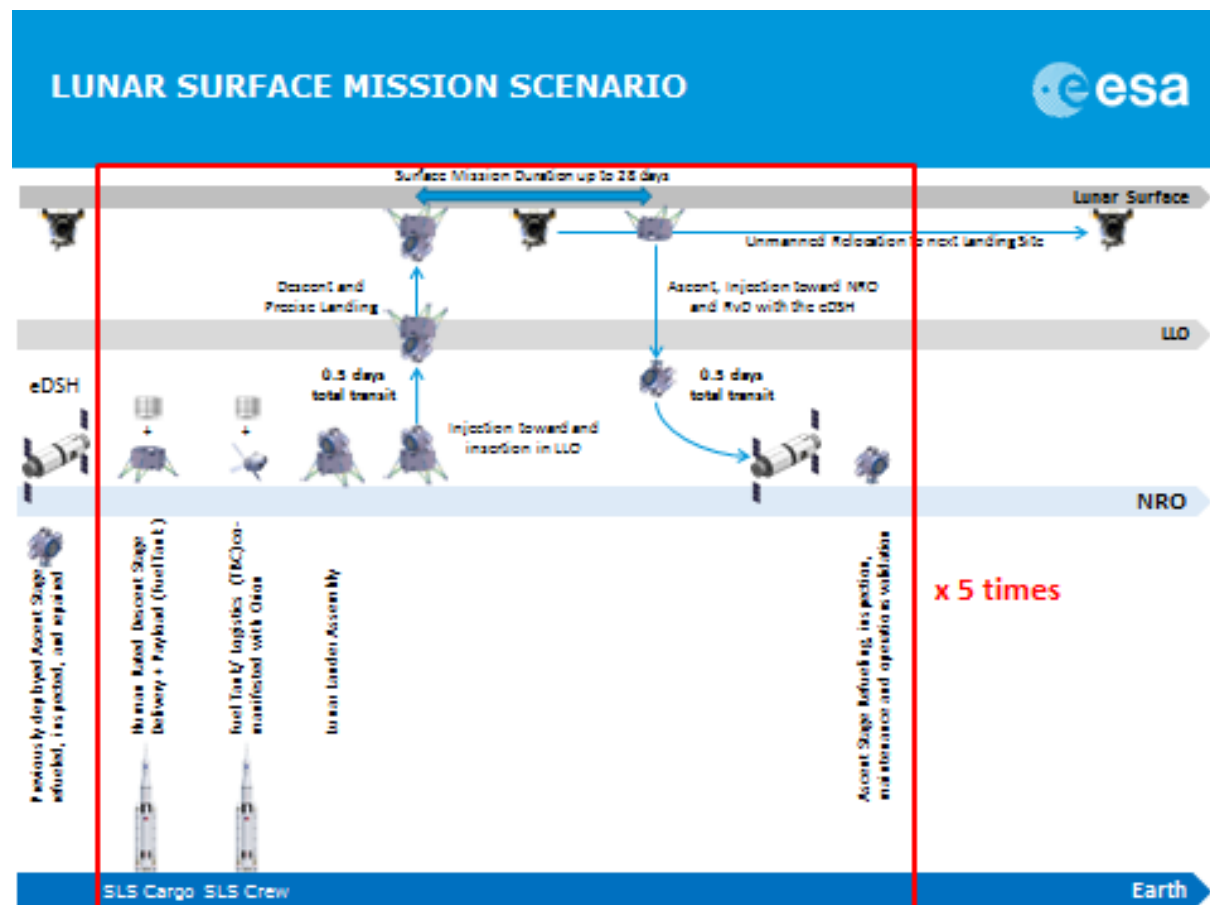 LUNAR SURFACE MISSION SCENARIO
esa
Surface Mission Duration up to 28 days
Lunar Surface
Unmanned Relocation to next Landing Site
Descent and
Precise Landing
Ascent, Injection toward NRO
and RvD with the eDSH
LLO
eDSH
0.5 days
total transit
0.5 days
total transit
+
+
Injection toward and
insertion in LLO
NRO
Previously deployed Ascent Stage
refueled, inspected, and repaired
Human Rated Descent Stage
Delivery + Payload (fuel Tank )
Fuel Tank/ Logistics (TBC)co-
manifested with Orion
Lunar Lander Assembly
Ascent Stage Refueling, inspection,
maintenance and operations validation
x 5 times
SLS Cargo
SLS Crew
Earth